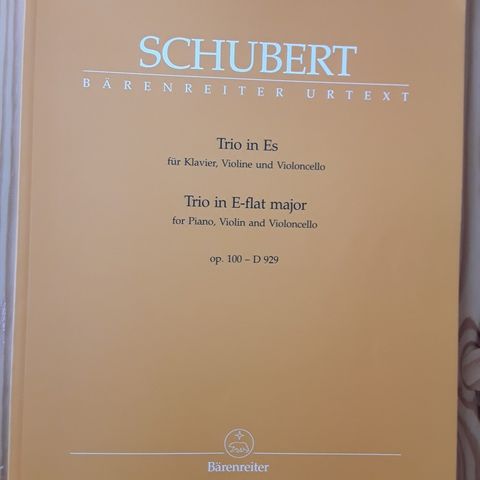 SCHUBERT
BÄRENREITER URTEXT
Trio in Es
für Klavier, Violine und Violoncello
Trio in E-flat major
for Piano, Violin and Violoncello
op. 100 – D 929
Bärenreiter